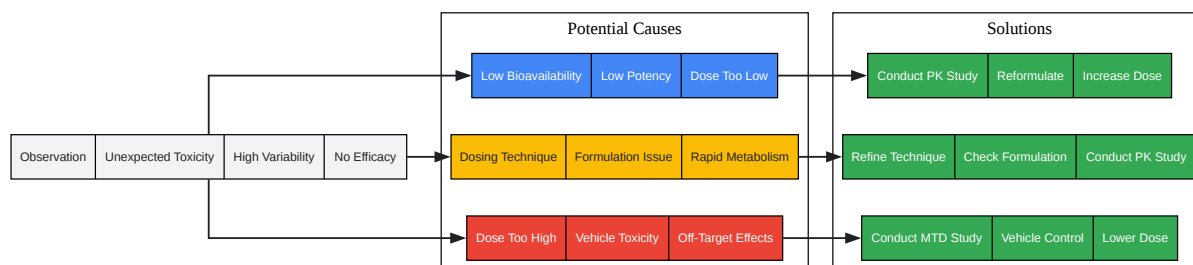 Potential Causes
Solutions
Low Bioavailability Low Potency Dose Too Low
Conduct PK Study Reformulate Increase Dose
Observation Unexpected Toxicity High Variability No Efficacy
Dosing Technique Formulation Issue Rapid Metabolism
Refine Technique Check Formulation Conduct PK Study
Dose Too High Vehicle Toxicity Off-Target Effects
Conduct MTD Study Vehicle Control Lower Dose